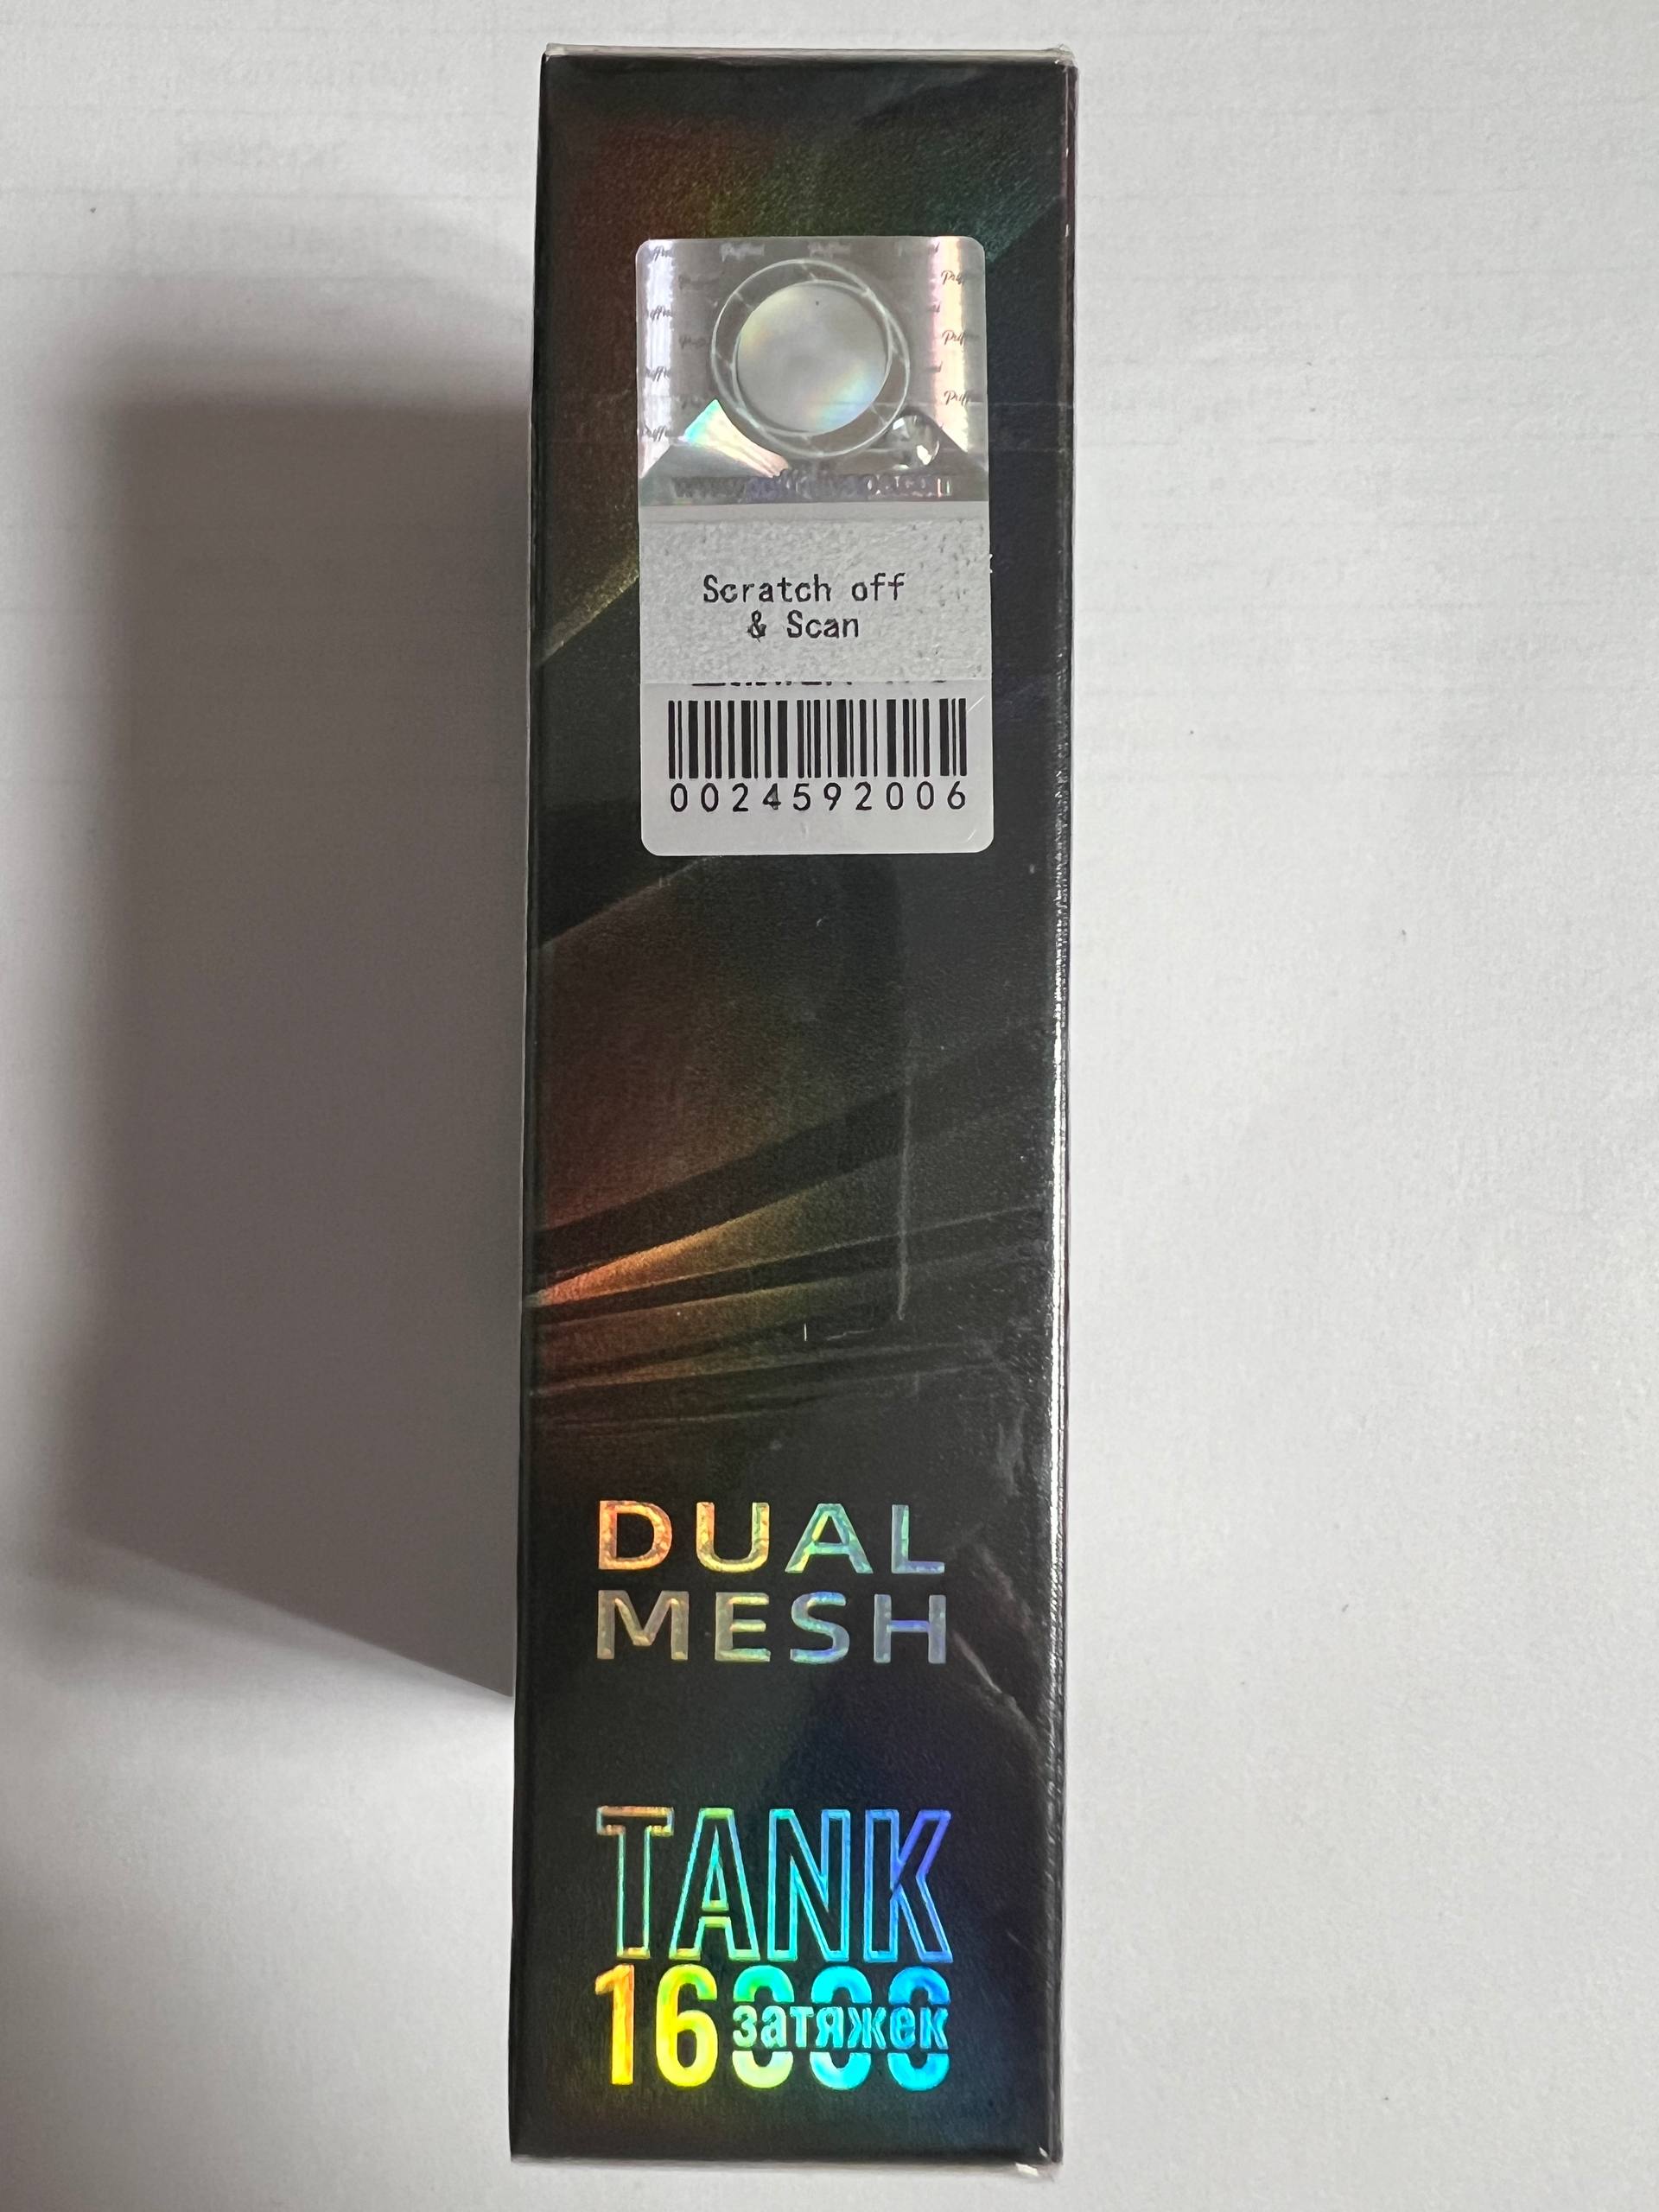 Scratch off
& Scan
0024592006
DUAL
MESH
TANK
16000
затяжек